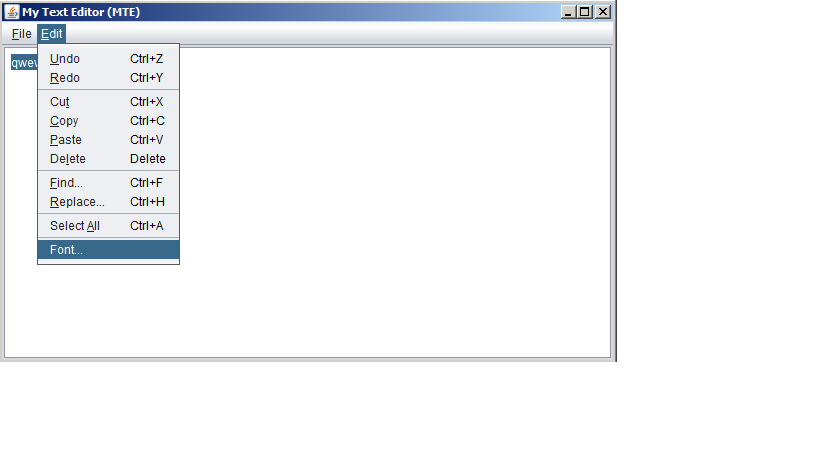 My Text Editor (MTE)
File Edit
Undo Ctrl+Z
Redo Ctrl+Y
Cut Ctrl+X
Copy Ctrl+C
Paste Ctrl+V
Delete Delete
Find... Ctrl+F
Replace... Ctrl+H
Select All Ctrl+A
Font...